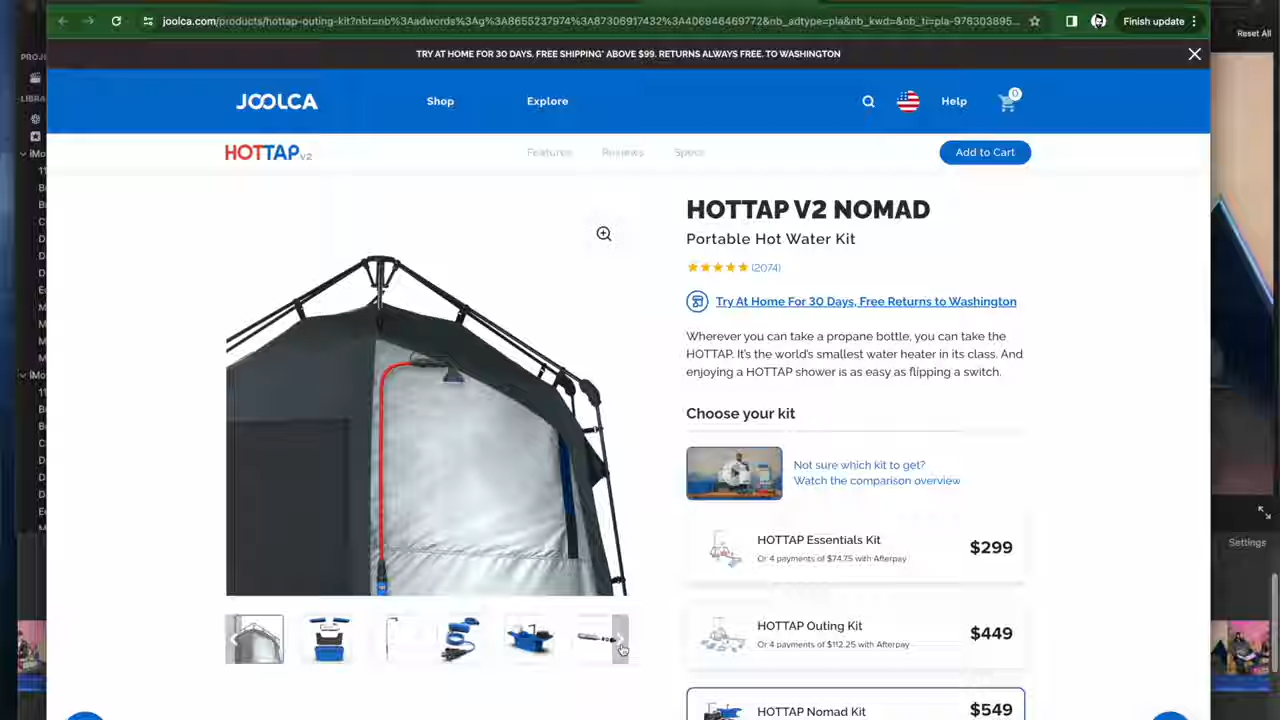 joolca.com/products/hottap-outing-kit?nbt=nb%3Aadwords%3Ag%3A8655237974%3A87306917432%3A406946469772&nb_adtype=pla&nb_kwd=&nb_ti=pla-978303895...
Finish update
Reset All
PROJ
TRY AT HOME FOR 30 DAYS. FREE SHIPPING* ABOVE $99. RETURNS ALWAYS FREE. TO WASHINGTON
LIBRA
JOOLCA
Shop
Explore
Help
0
HOTTAP V2
Features
Reviews
Specs
Add to Cart
HOTTAP V2 NOMAD
Portable Hot Water Kit
(2074)
Try At Home For 30 Days, Free Returns to Washington
Wherever you can take a propane bottle, you can take the
HOTTAP. It's the world's smallest water heater in its class. And
enjoying a HOTTAP shower is as easy as flipping a switch.
Choose your kit
Not sure which kit to get?
Watch the comparison overview
HOTTAP Essentials Kit
Or 4 payments of $74.75 with Afterpay
$299
Settings
HOTTAP Outing Kit
Or 4 payments of $112.25 with Afterpay
$449
HOTTAP Nomad Kit
$549